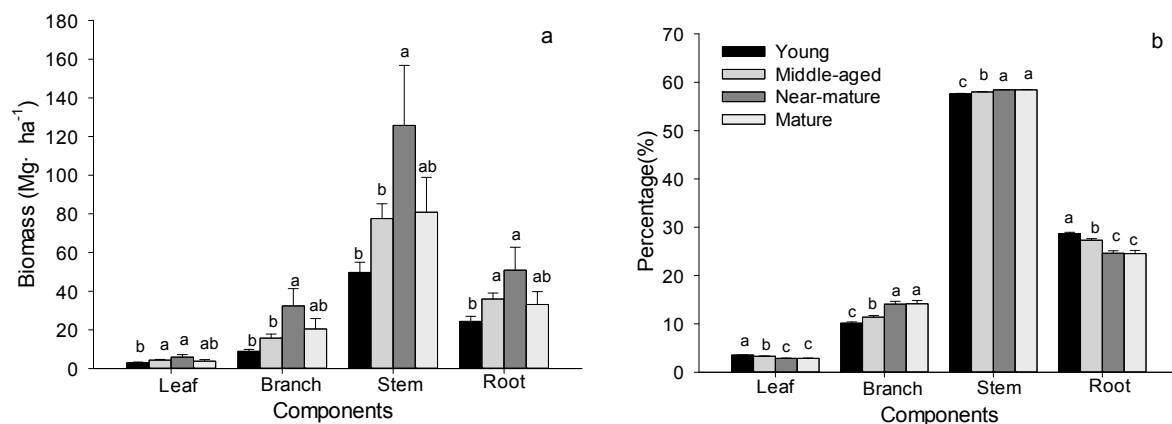 a
Biomass (Mg· ha⁻¹)
180
160
140
120
100
80
60
40
20
0
b a a ab
b b a ab
b b a ab
b a a ab
Leaf Branch Stem Root
Components
b
Percentage(%)
70
60
50
40
30
20
10
0
Young
Middle-aged
Near-mature
Mature
a b c c
c b a a
c b a a
a b c c
Leaf Branch Stem Root
Components